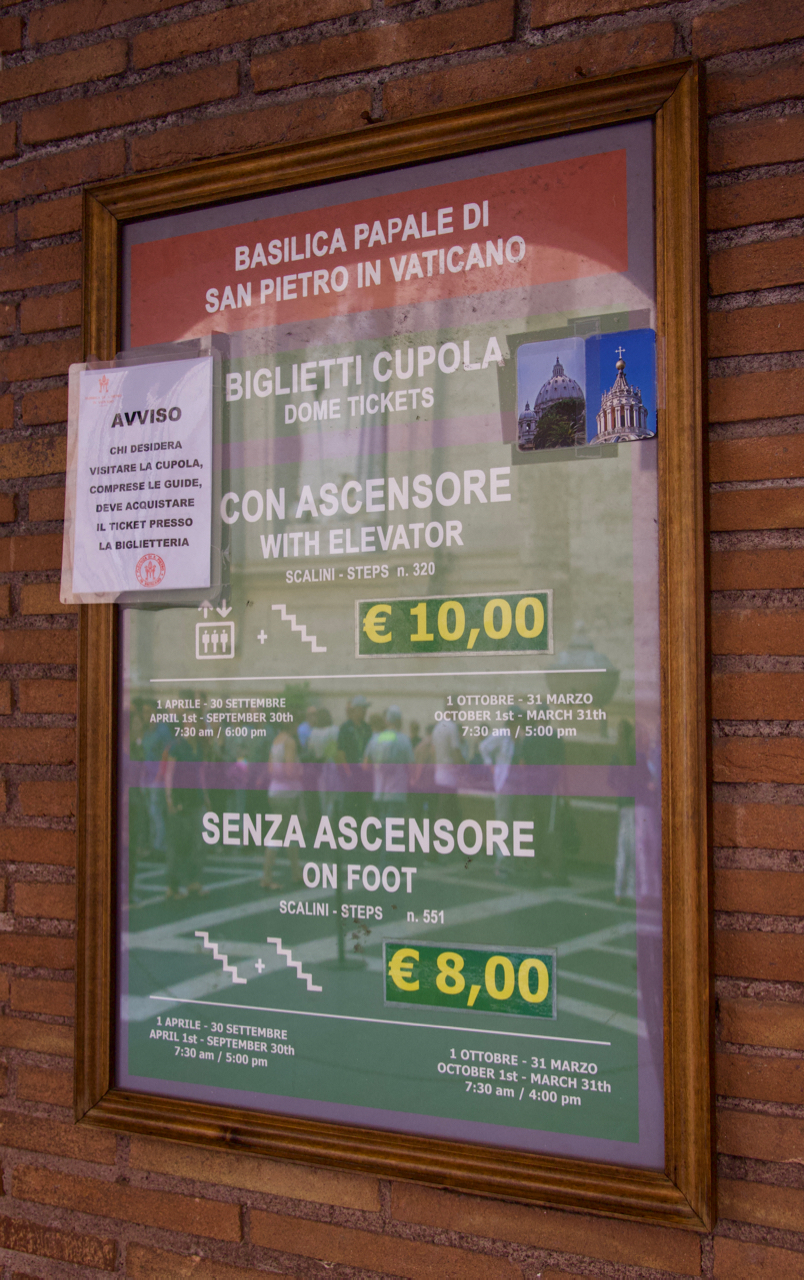 BASILICA PAPALE DI
SAN PIETRO IN VATICANO
BIGLIETTI CUPOLA
DOME TICKETS
AVVISO
CHI DESIDERA
VISITARE LA CUPOLA,
COMPRESE LE GUIDE,
DEVE ACQUISTARE
IL TICKET PRESSO
LA BIGLIETTERIA
CON ASCENSORE
WITH ELEVATOR
SCALINI - STEPS n. 320
+
€ 10,00
1 APRILE - 30 SETTEMBRE
APRIL 1st - SEPTEMBER 30th
7:30 am / 6:00 pm
1 OTTOBRE - 31 MARZO
OCTOBER 1st - MARCH 31th
7:30 am / 5:00 pm
SENZA ASCENSORE
ON FOOT
SCALINI - STEPS n. 551
+
€ 8,00
1 APRILE - 30 SETTEMBRE
APRIL 1st - SEPTEMBER 30th
7:30 am / 5:00 pm
1 OTTOBRE - 31 MARZO
OCTOBER 1st - MARCH 31th
7:30 am / 4:00 pm